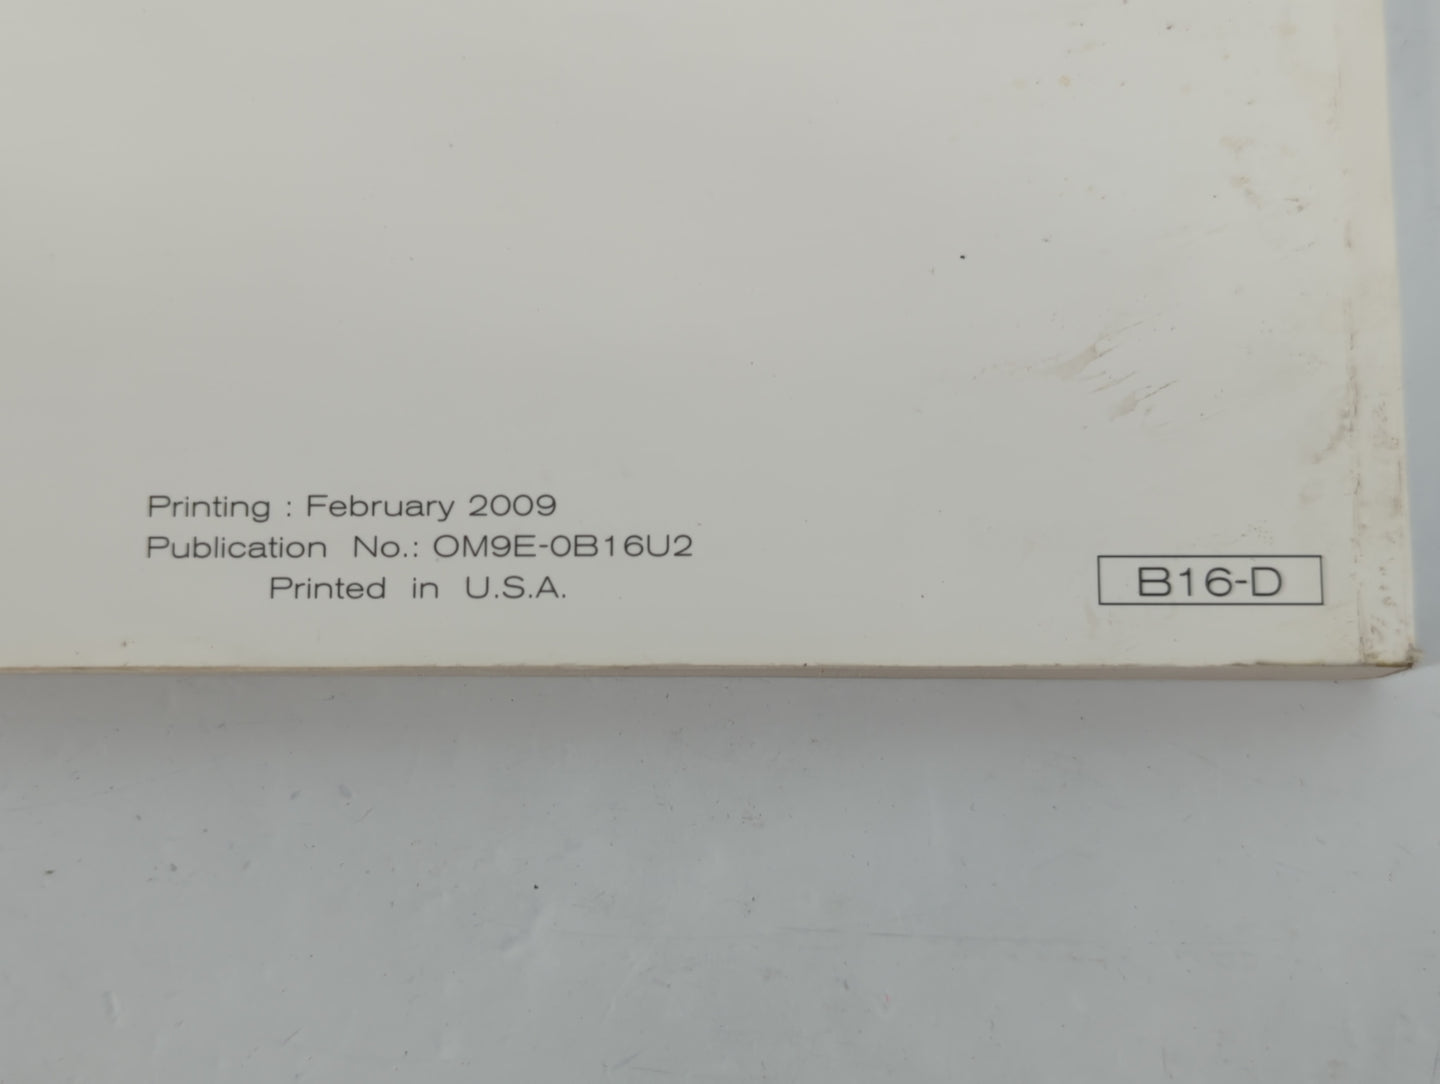 Printing : February 2009
Publication No.: OM9E-0B16U2
Printed in U.S.A.
B16-D